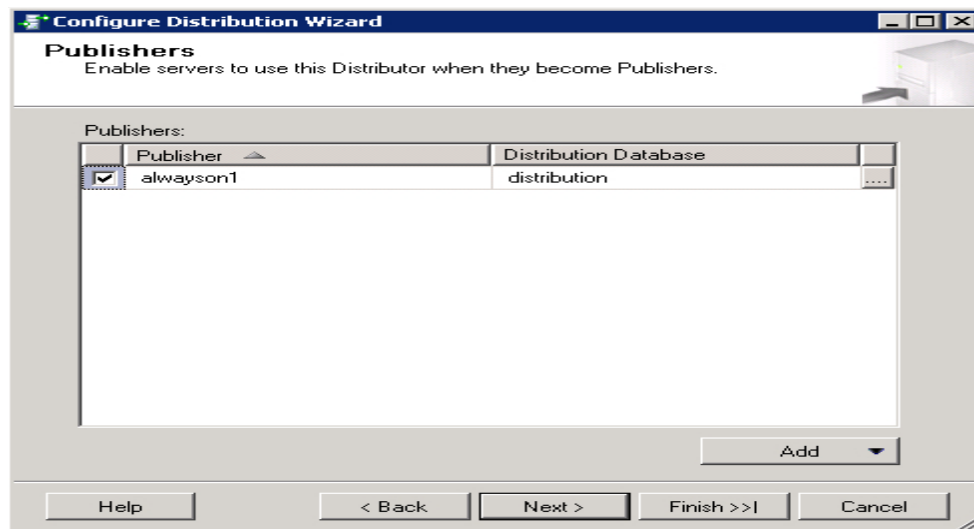 Configure Distribution Wizard
Publishers
Enable servers to use this Distributor when they become Publishers.
Publishers:
Publisher Distribution Database
alwayson1 distribution ....
Add
Help < Back Next > Finish >>| Cancel